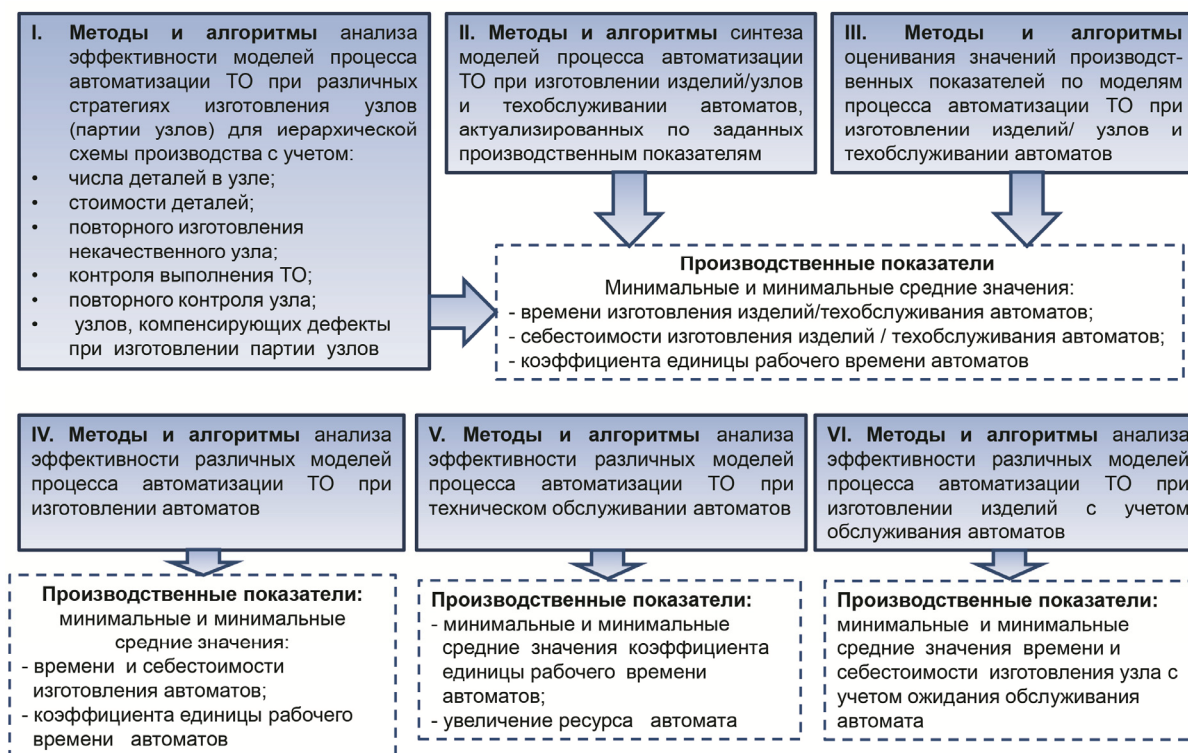 I. Методы и алгоритмы анализа
эффективности моделей процесса
автоматизации ТО при различных
стратегиях изготовления узлов
(партии узлов) для иерархической
схемы производства с учетом:
• числа деталей в узле;
• стоимости деталей;
• повторного изготовления
некачественного узла;
• контроля выполнения ТО;
• повторного контроля узла;
• узлов, компенсирующих дефекты
при изготовлении партии узлов
II. Методы и алгоритмы синтеза
моделей процесса автоматизации
ТО при изготовлении изделий/узлов
и техобслуживании автоматов,
актуализированных по заданных
производственным показателям
III. Методы и алгоритмы
оценивания значений производст-
венных показателей по моделям
процесса автоматизации ТО при
изготовлении изделий/ узлов и
техобслуживании автоматов
Производственные показатели
Минимальные и минимальные средние значения:
- времени изготовления изделий/техобслуживания автоматов;
- себестоимости изготовления изделий / техобслуживания автоматов;
- коэффициента единицы рабочего времени автоматов
IV. Методы и алгоритмы анализа
эффективности различных моделей
процесса автоматизации ТО при
изготовлении автоматов
Производственные показатели:
минимальные и минимальные
средние значения:
- времени и себестоимости
изготовления автоматов;
- коэффициента единицы рабочего
времени автоматов
V. Методы и алгоритмы анализа
эффективности различных моделей
процесса автоматизации ТО при
техническом обслуживании автоматов
Производственные показатели:
- минимальные и минимальные
средние значения коэффициента
единицы рабочего времени
автоматов;
- увеличение ресурса автомата
VI. Методы и алгоритмы анализа
эффективности различных моделей
процесса автоматизации ТО при
изготовлении изделий с учетом
обслуживания автоматов
Производственные показатели:
минимальные и минимальные
средние значения времени и
себестоимости изготовления узла с
учетом ожидания обслуживания
автомата